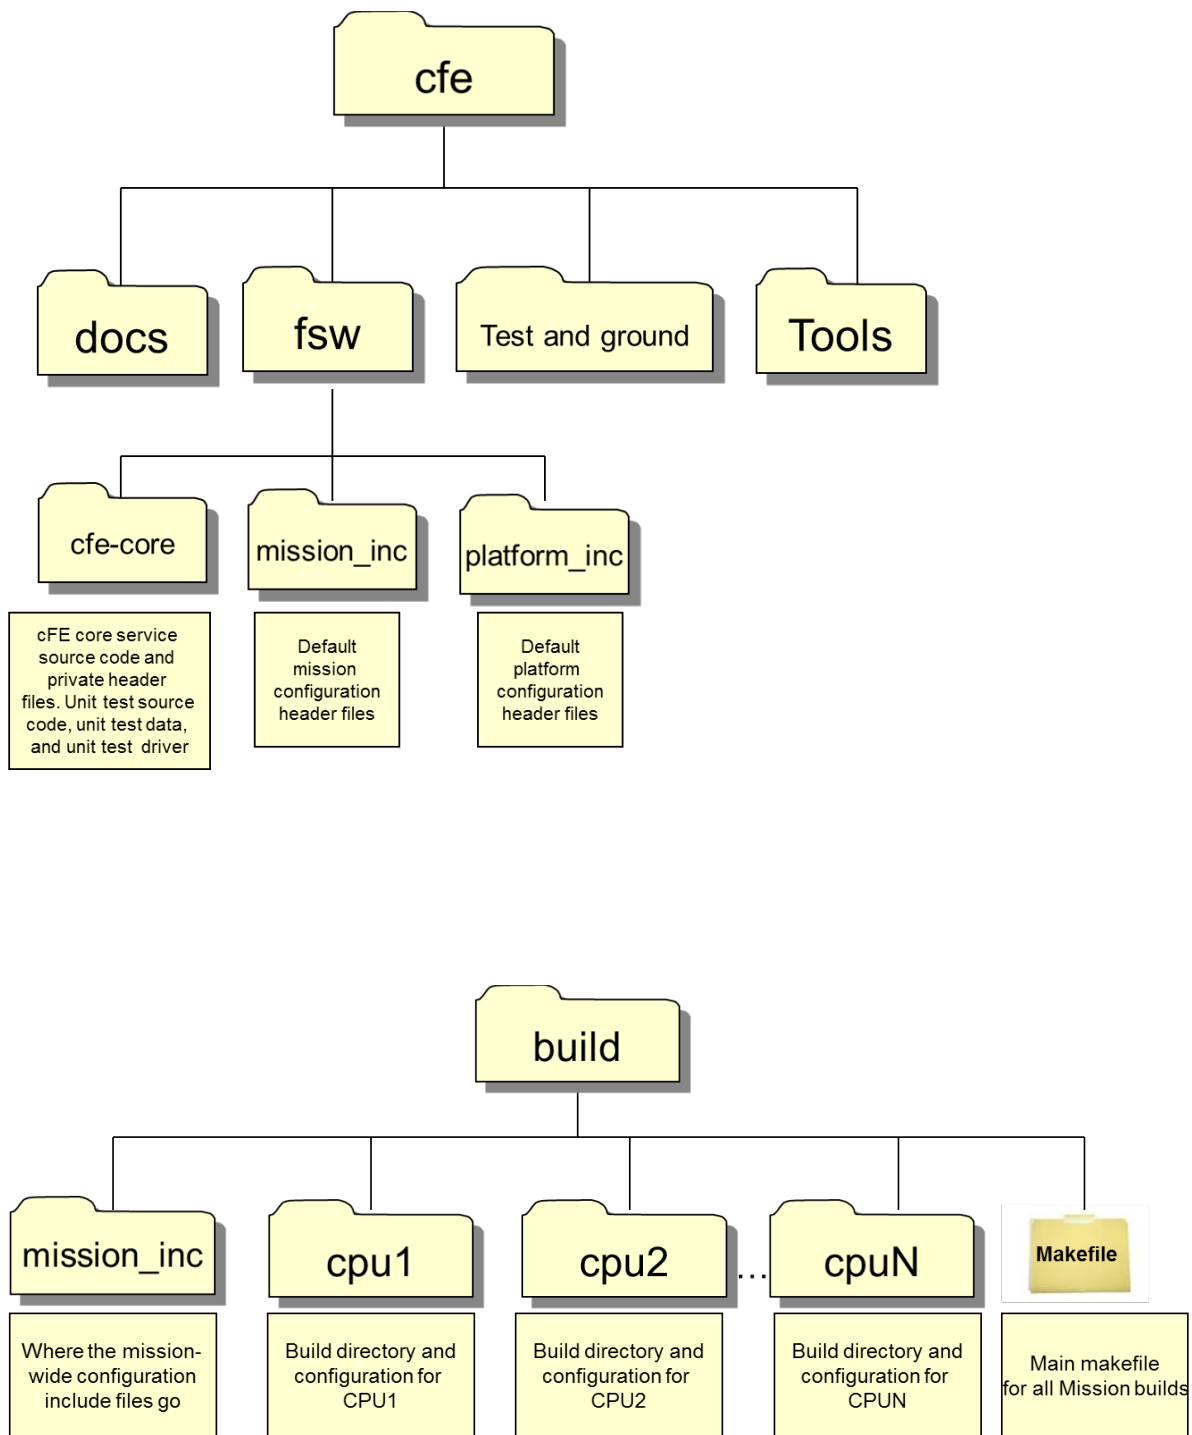 cfe
docs
fsw
Test and ground
Tools
cfe-core
mission_inc
platform_inc
cFE core service
source code and
private header
files. Unit test source
code, unit test data,
and unit test driver
Default
mission
configuration
header files
Default
platform
configuration
header files
build
mission_inc
cpu1
cpu2
...
cpuN
Makefile
Where the mission-
wide configuration
include files go
Build directory and
configuration for
CPU1
Build directory and
configuration for
CPU2
Build directory and
configuration for
CPUN
Main makefile
for all Mission builds